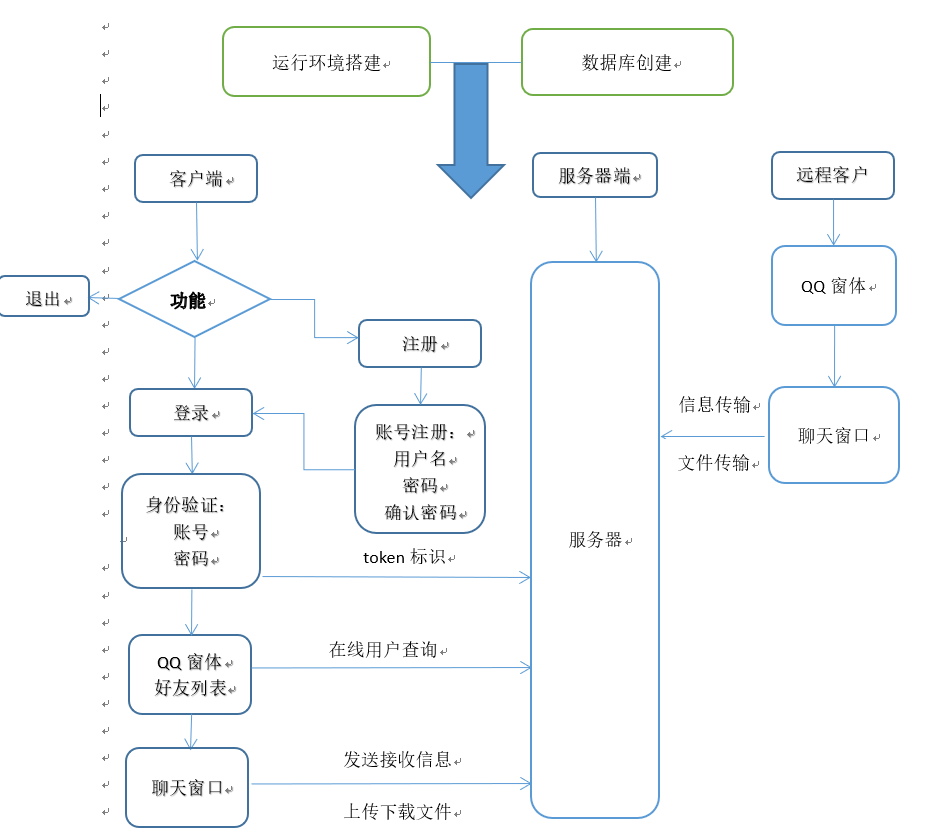 运行环境搭建
数据库创建
客户端
服务器端
远程客户
退出
功能
QQ 窗体
注册
登录
账号注册：
用户名
密码
确认密码
信息传输
聊天窗口
文件传输
身份验证：
账号
密码
服务器
token 标识
QQ 窗体
好友列表
在线用户查询
聊天窗口
发送接收信息
上传下载文件